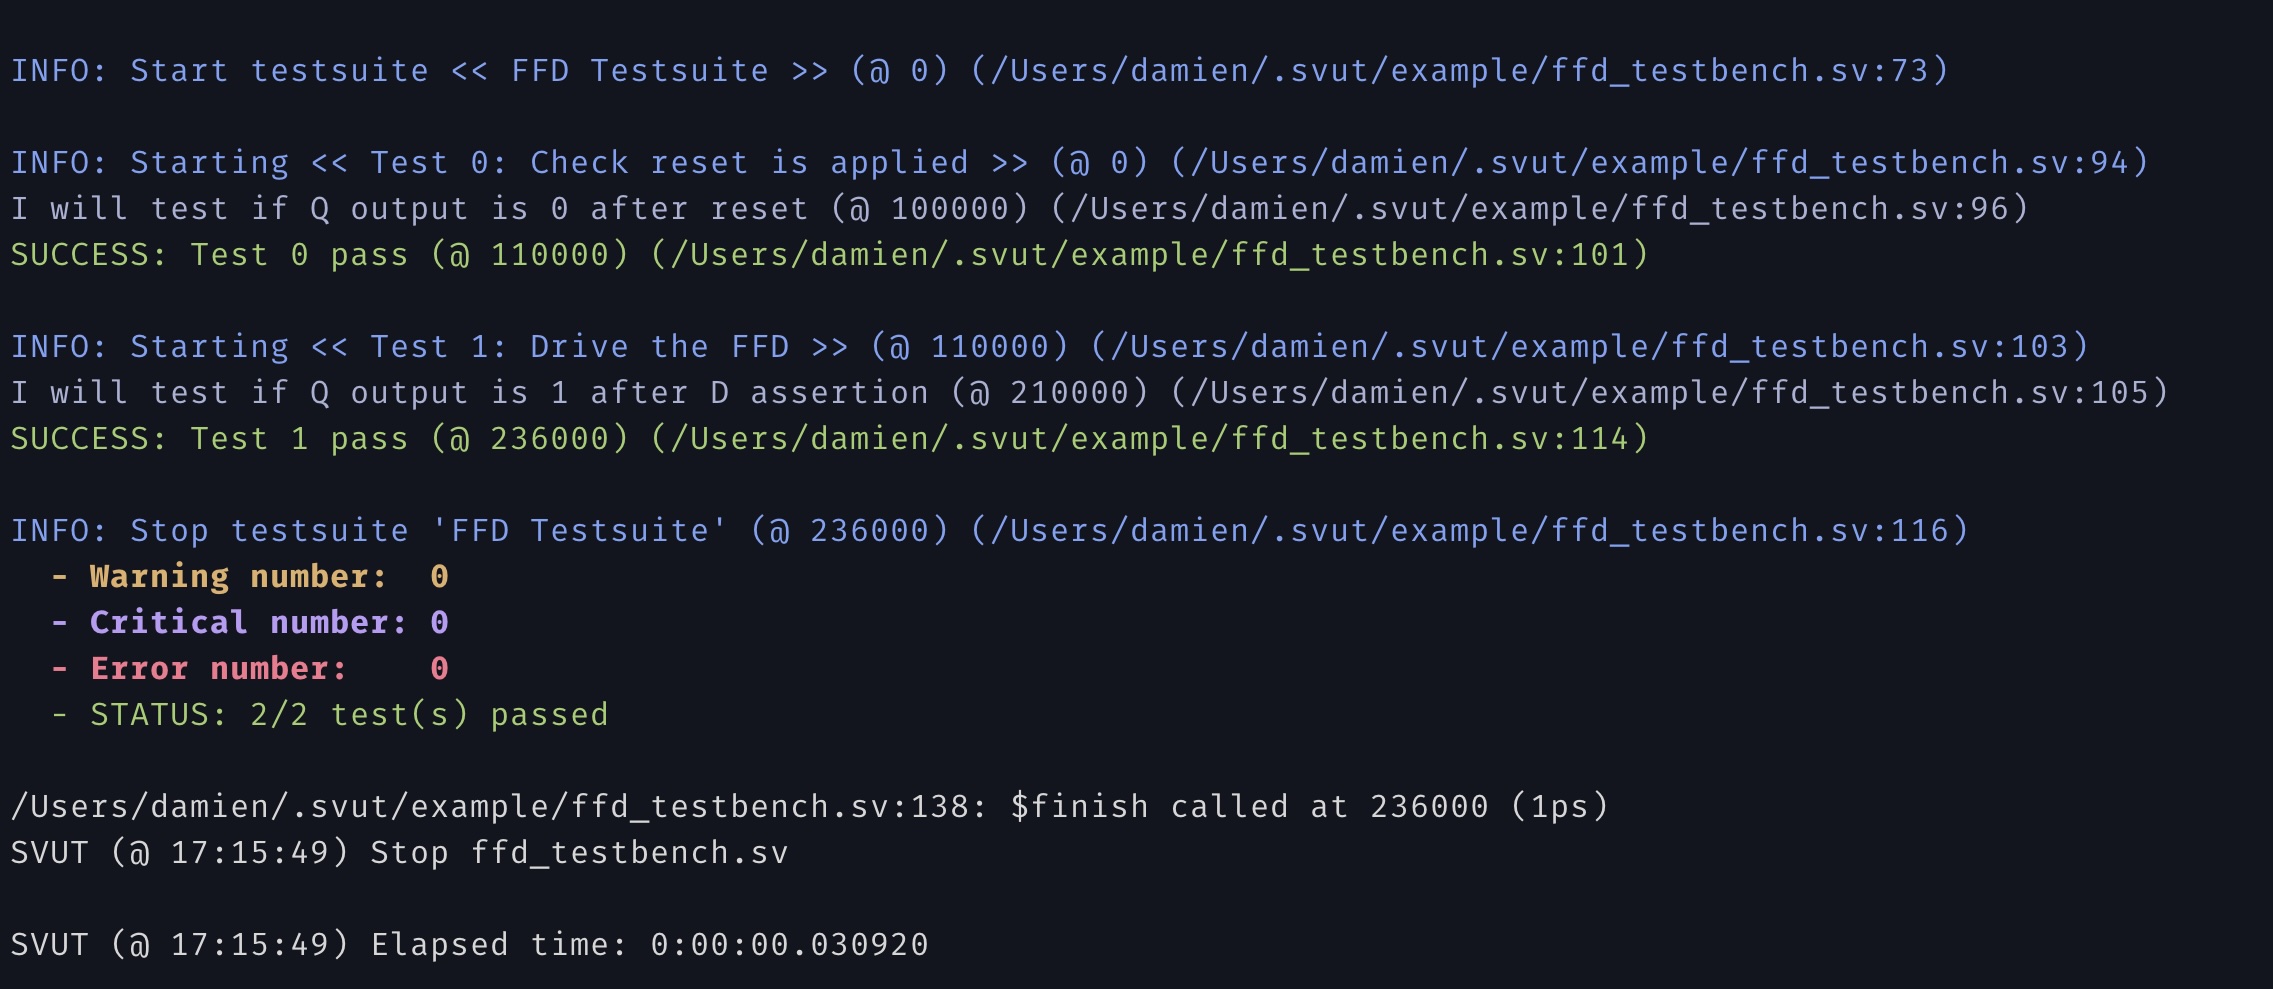 INFO: Start testsuite << FFD Testsuite >> (@ 0) (/Users/damien/.svut/example/ffd_testbench.sv:73)
INFO: Starting << Test 0: Check reset is applied >> (@ 0) (/Users/damien/.svut/example/ffd_testbench.sv:94)
I will test if Q output is 0 after reset (@ 100000) (/Users/damien/.svut/example/ffd_testbench.sv:96)
SUCCESS: Test 0 pass (@ 110000) (/Users/damien/.svut/example/ffd_testbench.sv:101)
INFO: Starting << Test 1: Drive the FFD >> (@ 110000) (/Users/damien/.svut/example/ffd_testbench.sv:103)
I will test if Q output is 1 after D assertion (@ 210000) (/Users/damien/.svut/example/ffd_testbench.sv:105)
SUCCESS: Test 1 pass (@ 236000) (/Users/damien/.svut/example/ffd_testbench.sv:114)
INFO: Stop testsuite 'FFD Testsuite' (@ 236000) (/Users/damien/.svut/example/ffd_testbench.sv:116)
  - Warning number:  0
  - Critical number: 0
  - Error number:    0
  - STATUS: 2/2 test(s) passed
/Users/damien/.svut/example/ffd_testbench.sv:138: $finish called at 236000 (1ps)
SVUT (@ 17:15:49) Stop ffd_testbench.sv
SVUT (@ 17:15:49) Elapsed time: 0:00:00.030920